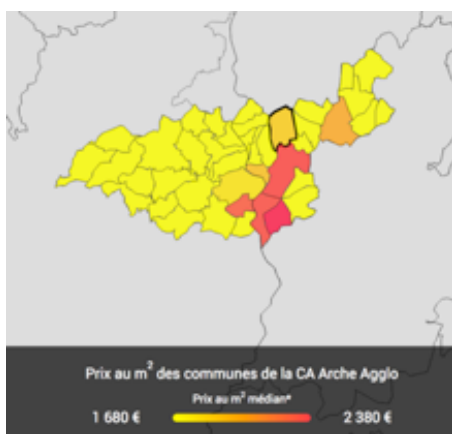 Prix au m² des communes de la CA Arche Agglo
Prix au m² médian*
1 680 € 2 380 €